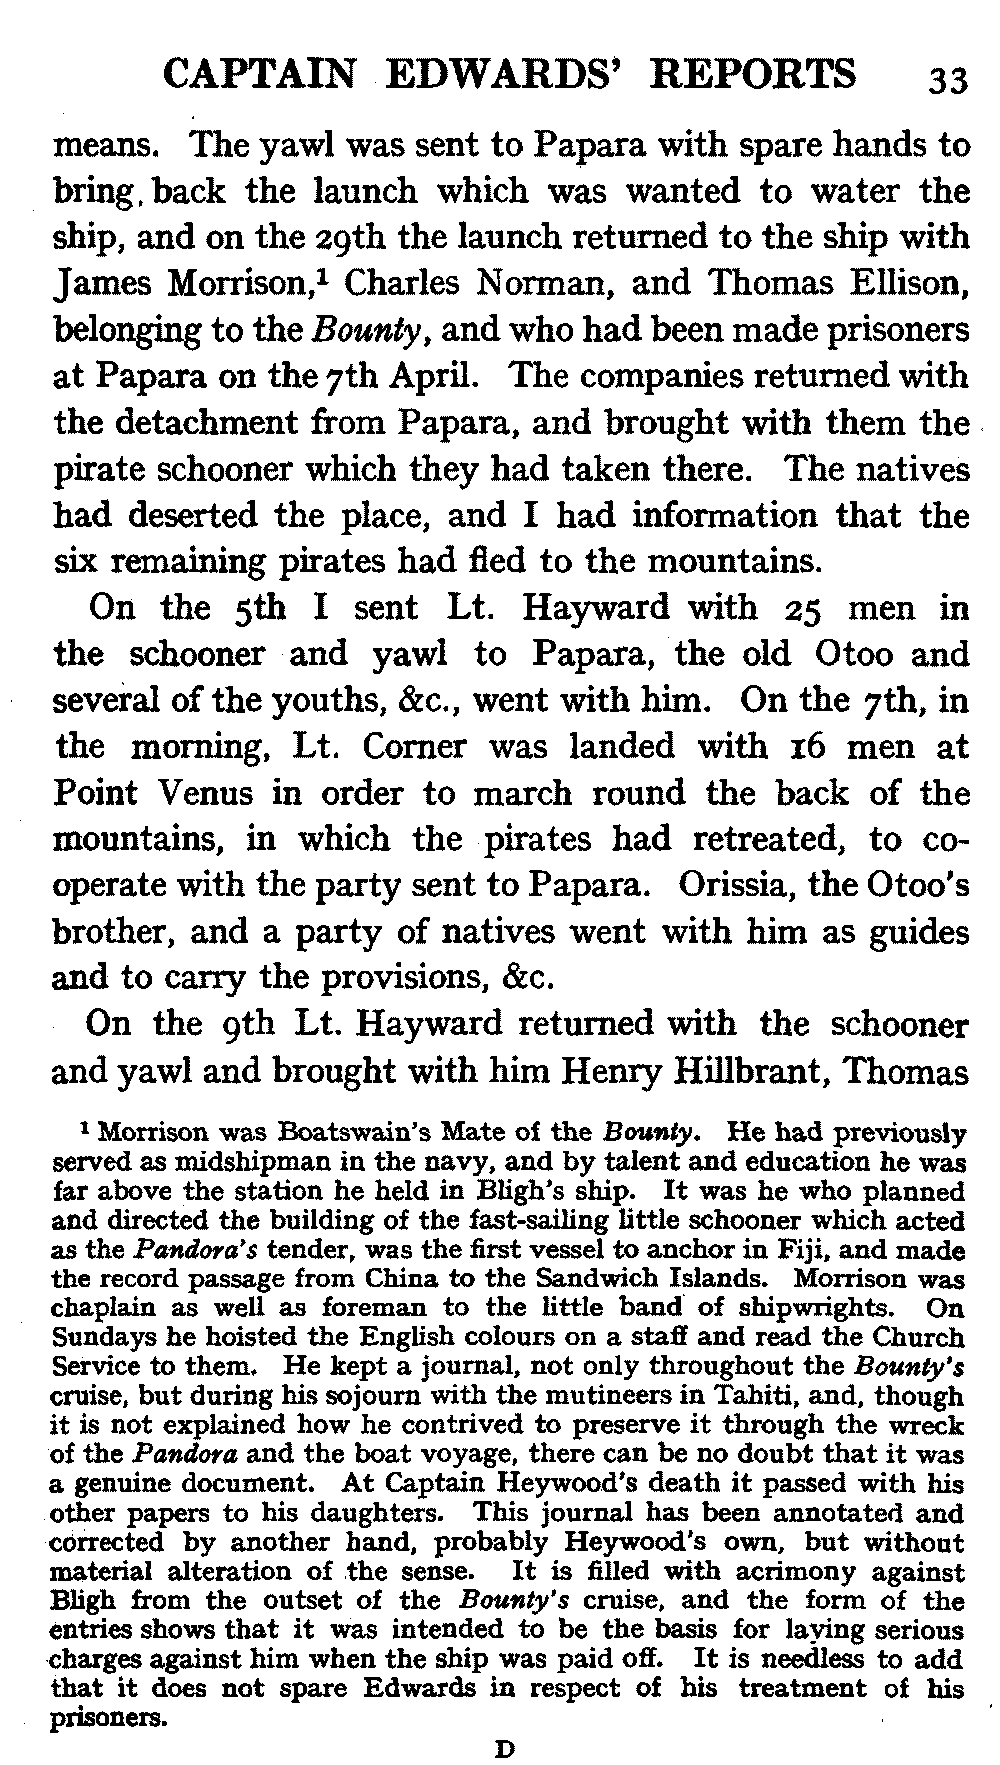 CAPTAIN EDWARDS' REPORTS 33
means. The yawl was sent to Papara with spare hands to
bring back the launch which was wanted to water the
ship, and on the 29th the launch returned to the ship with
James Morrison,¹ Charles Norman, and Thomas Ellison,
belonging to the Bounty, and who had been made prisoners
at Papara on the 7th April. The companies returned with
the detachment from Papara, and brought with them the
pirate schooner which they had taken there. The natives
had deserted the place, and I had information that the
six remaining pirates had fled to the mountains.
On the 5th I sent Lt. Hayward with 25 men in
the schooner and yawl to Papara, the old Otoo and
several of the youths, &c., went with him. On the 7th, in
the morning, Lt. Corner was landed with 16 men at
Point Venus in order to march round the back of the
mountains, in which the pirates had retreated, to co-
operate with the party sent to Papara. Orissia, the Otoo's
brother, and a party of natives went with him as guides
and to carry the provisions, &c.
On the 9th Lt. Hayward returned with the schooner
and yawl and brought with him Henry Hillbrant, Thomas
¹ Morrison was Boatswain's Mate of the Bounty. He had previously
served as midshipman in the navy, and by talent and education he was
far above the station he held in Bligh's ship. It was he who planned
and directed the building of the fast-sailing little schooner which acted
as the Pandora's tender, was the first vessel to anchor in Fiji, and made
the record passage from China to the Sandwich Islands. Morrison was
chaplain as well as foreman to the little band of shipwrights. On
Sundays he hoisted the English colours on a staff and read the Church
Service to them. He kept a journal, not only throughout the Bounty's
cruise, but during his sojourn with the mutineers in Tahiti, and, though
it is not explained how he contrived to preserve it through the wreck
of the Pandora and the boat voyage, there can be no doubt that it was
a genuine document. At Captain Heywood's death it passed with his
other papers to his daughters. This journal has been annotated and
corrected by another hand, probably Heywood's own, but without
material alteration of the sense. It is filled with acrimony against
Bligh from the outset of the Bounty's cruise, and the form of the
entries shows that it was intended to be the basis for laying serious
charges against him when the ship was paid off. It is needless to add
that it does not spare Edwards in respect of his treatment of his
prisoners.
D